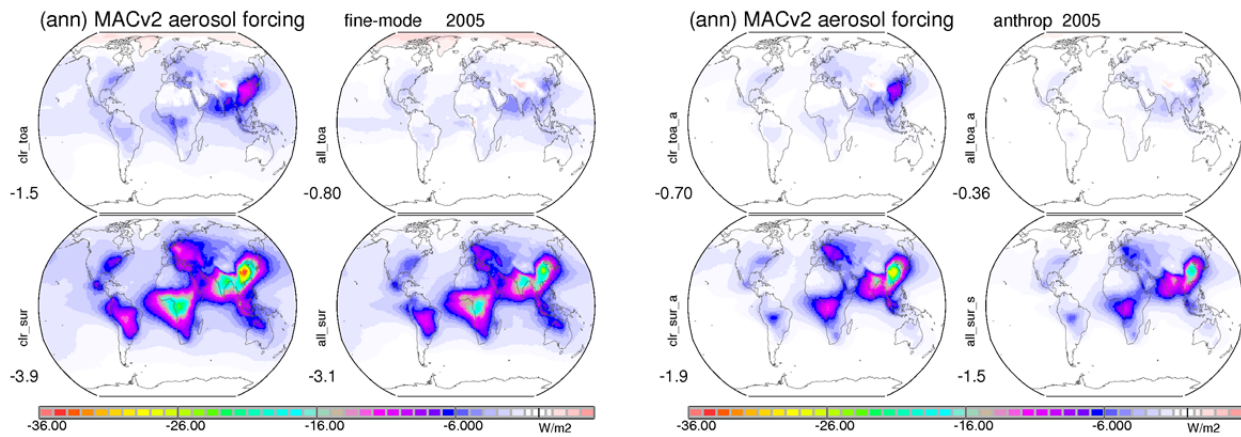 (ann) MACv2 aerosol forcing fine-mode 2005
clr_toa
-1.5
all_toa
-0.80
clr_sur
-3.9
all_sur
-3.1
-36.00 -26.00 -16.00 -6.000 W/m2
(ann) MACv2 aerosol forcing anthrop 2005
clr_toa_a
-0.70
all_toa_a
-0.36
clr_sur_a
-1.9
all_sur_s
-1.5
-36.00 -26.00 -16.00 -6.000 W/m2